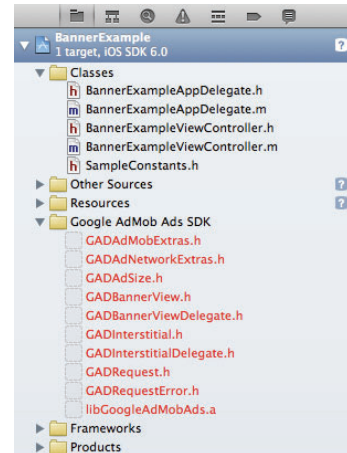 BannerExample
1 target, iOS SDK 6.0
?
Classes
h BannerExampleAppDelegate.h
m BannerExampleAppDelegate.m
h BannerExampleViewController.h
m BannerExampleViewController.m
h SampleConstants.h
Other Sources ?
Resources ?
Google AdMob Ads SDK
GADAdMobExtras.h
GADAdNetworkExtras.h
GADAdSize.h
GADBannerView.h
GADBannerViewDelegate.h
GADInterstitial.h
GADInterstitialDelegate.h
GADRequest.h
GADRequestError.h
libGoogleAdMobAds.a
Frameworks
Products